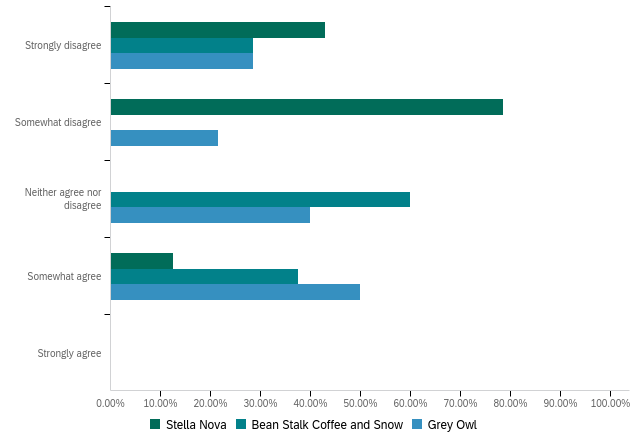 Strongly disagree
Somewhat disagree
Neither agree nor
disagree
Somewhat agree
Strongly agree
0.00% 10.00% 20.00% 30.00% 40.00% 50.00% 60.00% 70.00% 80.00% 90.00% 100.00%
Stella Nova Bean Stalk Coffee and Snow Grey Owl